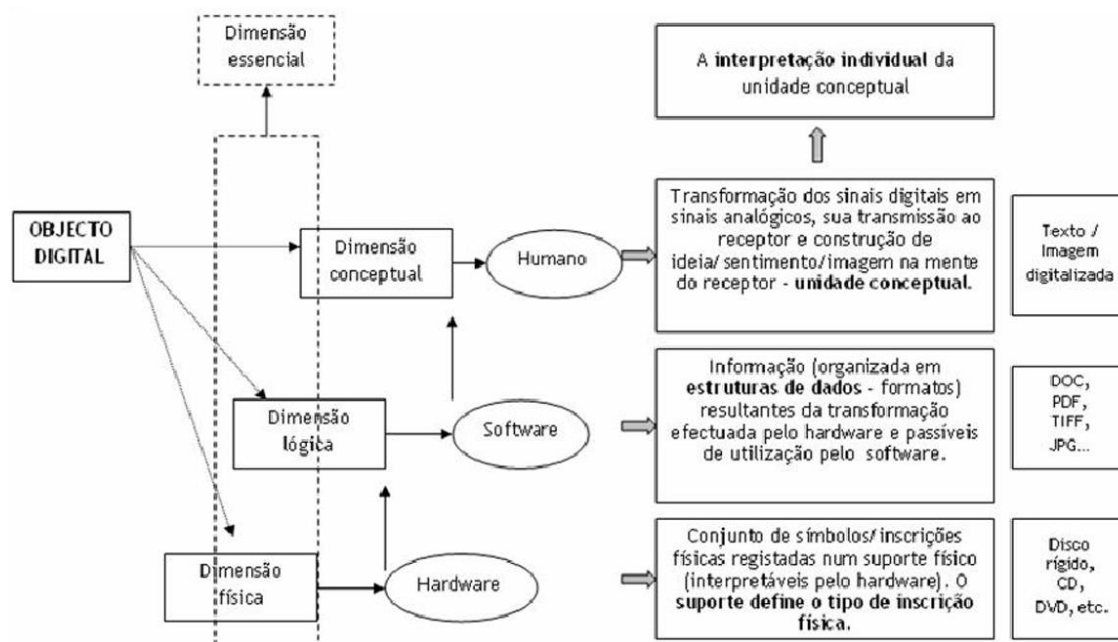 Dimensão
essencial
A interpretação individual da
unidade conceptual
OBJECTO
DIGITAL
Dimensão
conceptual
Humano
Transformação dos sinais digitais em
sinais analógicos, sua transmissão ao
receptor e construção de
ideia/ sentimento/imagem na mente
do receptor - unidade conceptual.
Texto /
Imagem
digitalizada
Dimensão
lógica
Software
Informação (organizada em
estruturas de dados - formatos)
resultantes da transformação
efectuada pelo hardware e passíveis
de utilização pelo software.
DOC,
PDF,
TIFF,
JPG...
Dimensão
física
Hardware
Conjunto de símbolos/ inscrições
físicas registadas num suporte físico
(interpretáveis pelo hardware). O
suporte define o tipo de inscrição
física.
Disco
rígido,
CD,
DVD, etc.